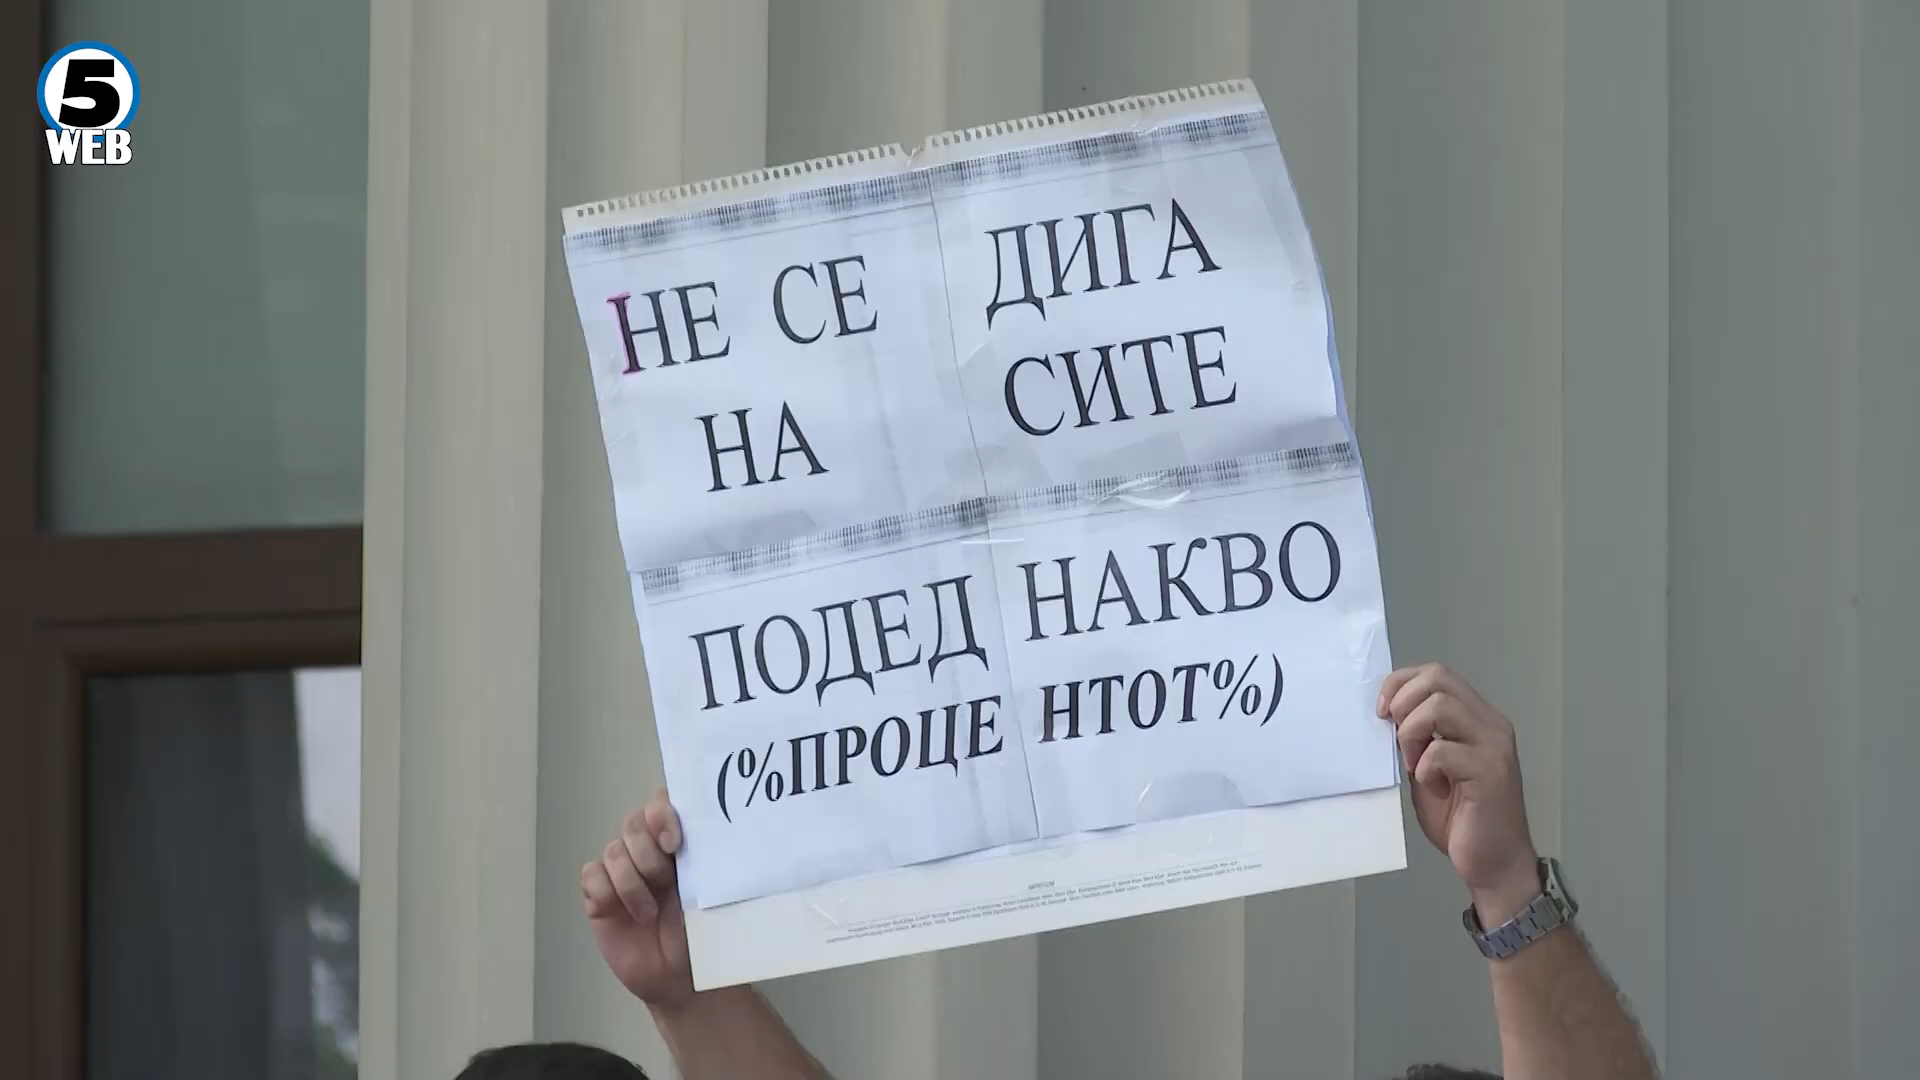 5
WEB
НЕ СЕ ДИГА
НА СИТЕ
ПОДЕД НАКВО
(%ПРОЦЕ НТОТ%)